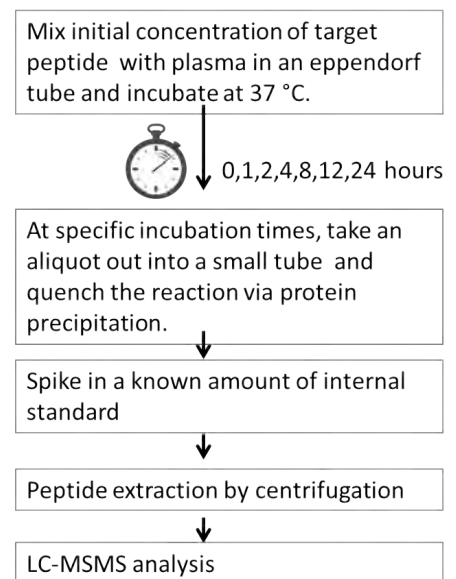 Mix initial concentration of target
peptide with plasma in an eppendorf
tube and incubate at 37 °C.
0,1,2,4,8,12,24 hours
At specific incubation times, take an
aliquot out into a small tube and
quench the reaction via protein
precipitation.
Spike in a known amount of internal
standard
Peptide extraction by centrifugation
LC-MSMS analysis